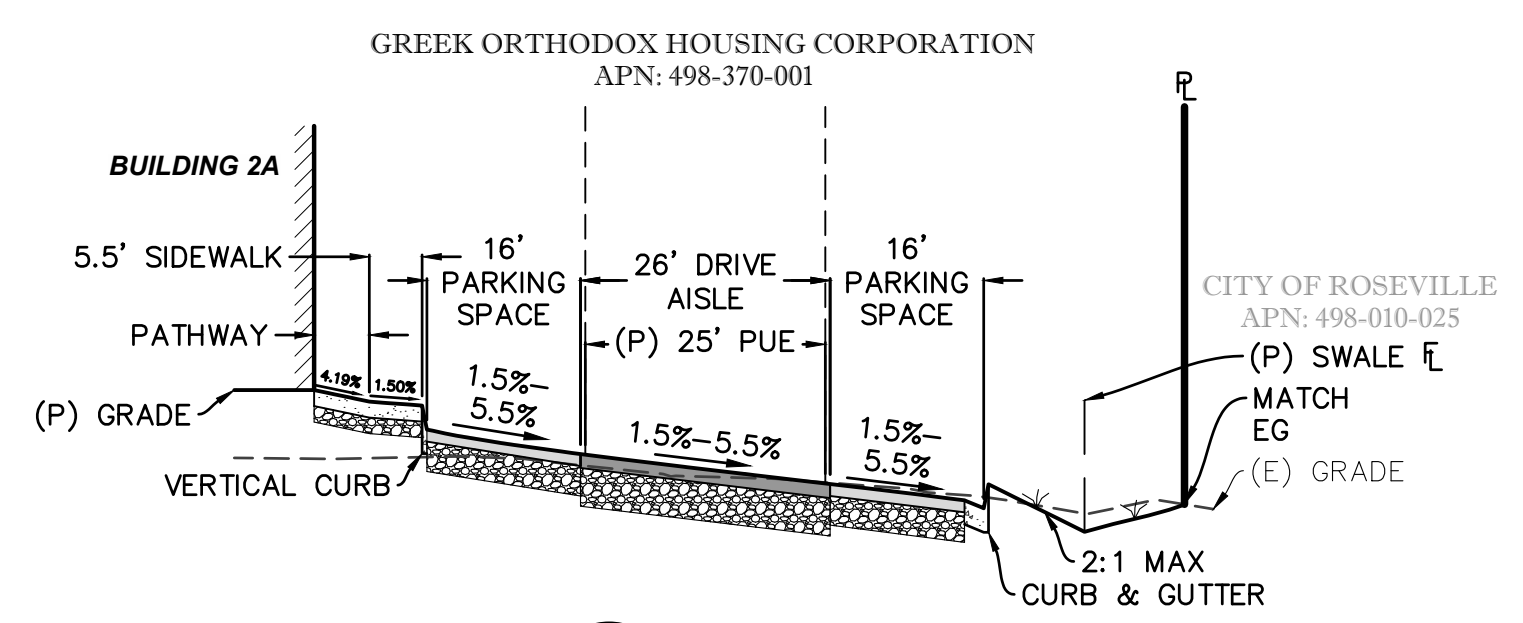 GREEK ORTHODOX HOUSING CORPORATION
APN: 498-370-001
PL
BUILDING 2A
5.5' SIDEWALK
16'
PARKING
SPACE
26' DRIVE
AISLE
16'
PARKING
SPACE
CITY OF ROSEVILLE
APN: 498-010-025
PATHWAY
(P) 25' PUE
(P) SWALE FL
MATCH
EG
4.19%
1.50%
1.5%-
5.5%
(P) GRADE
1.5%-5.5%
1.5%-
5.5%
(E) GRADE
VERTICAL CURB
2:1 MAX
CURB & GUTTER